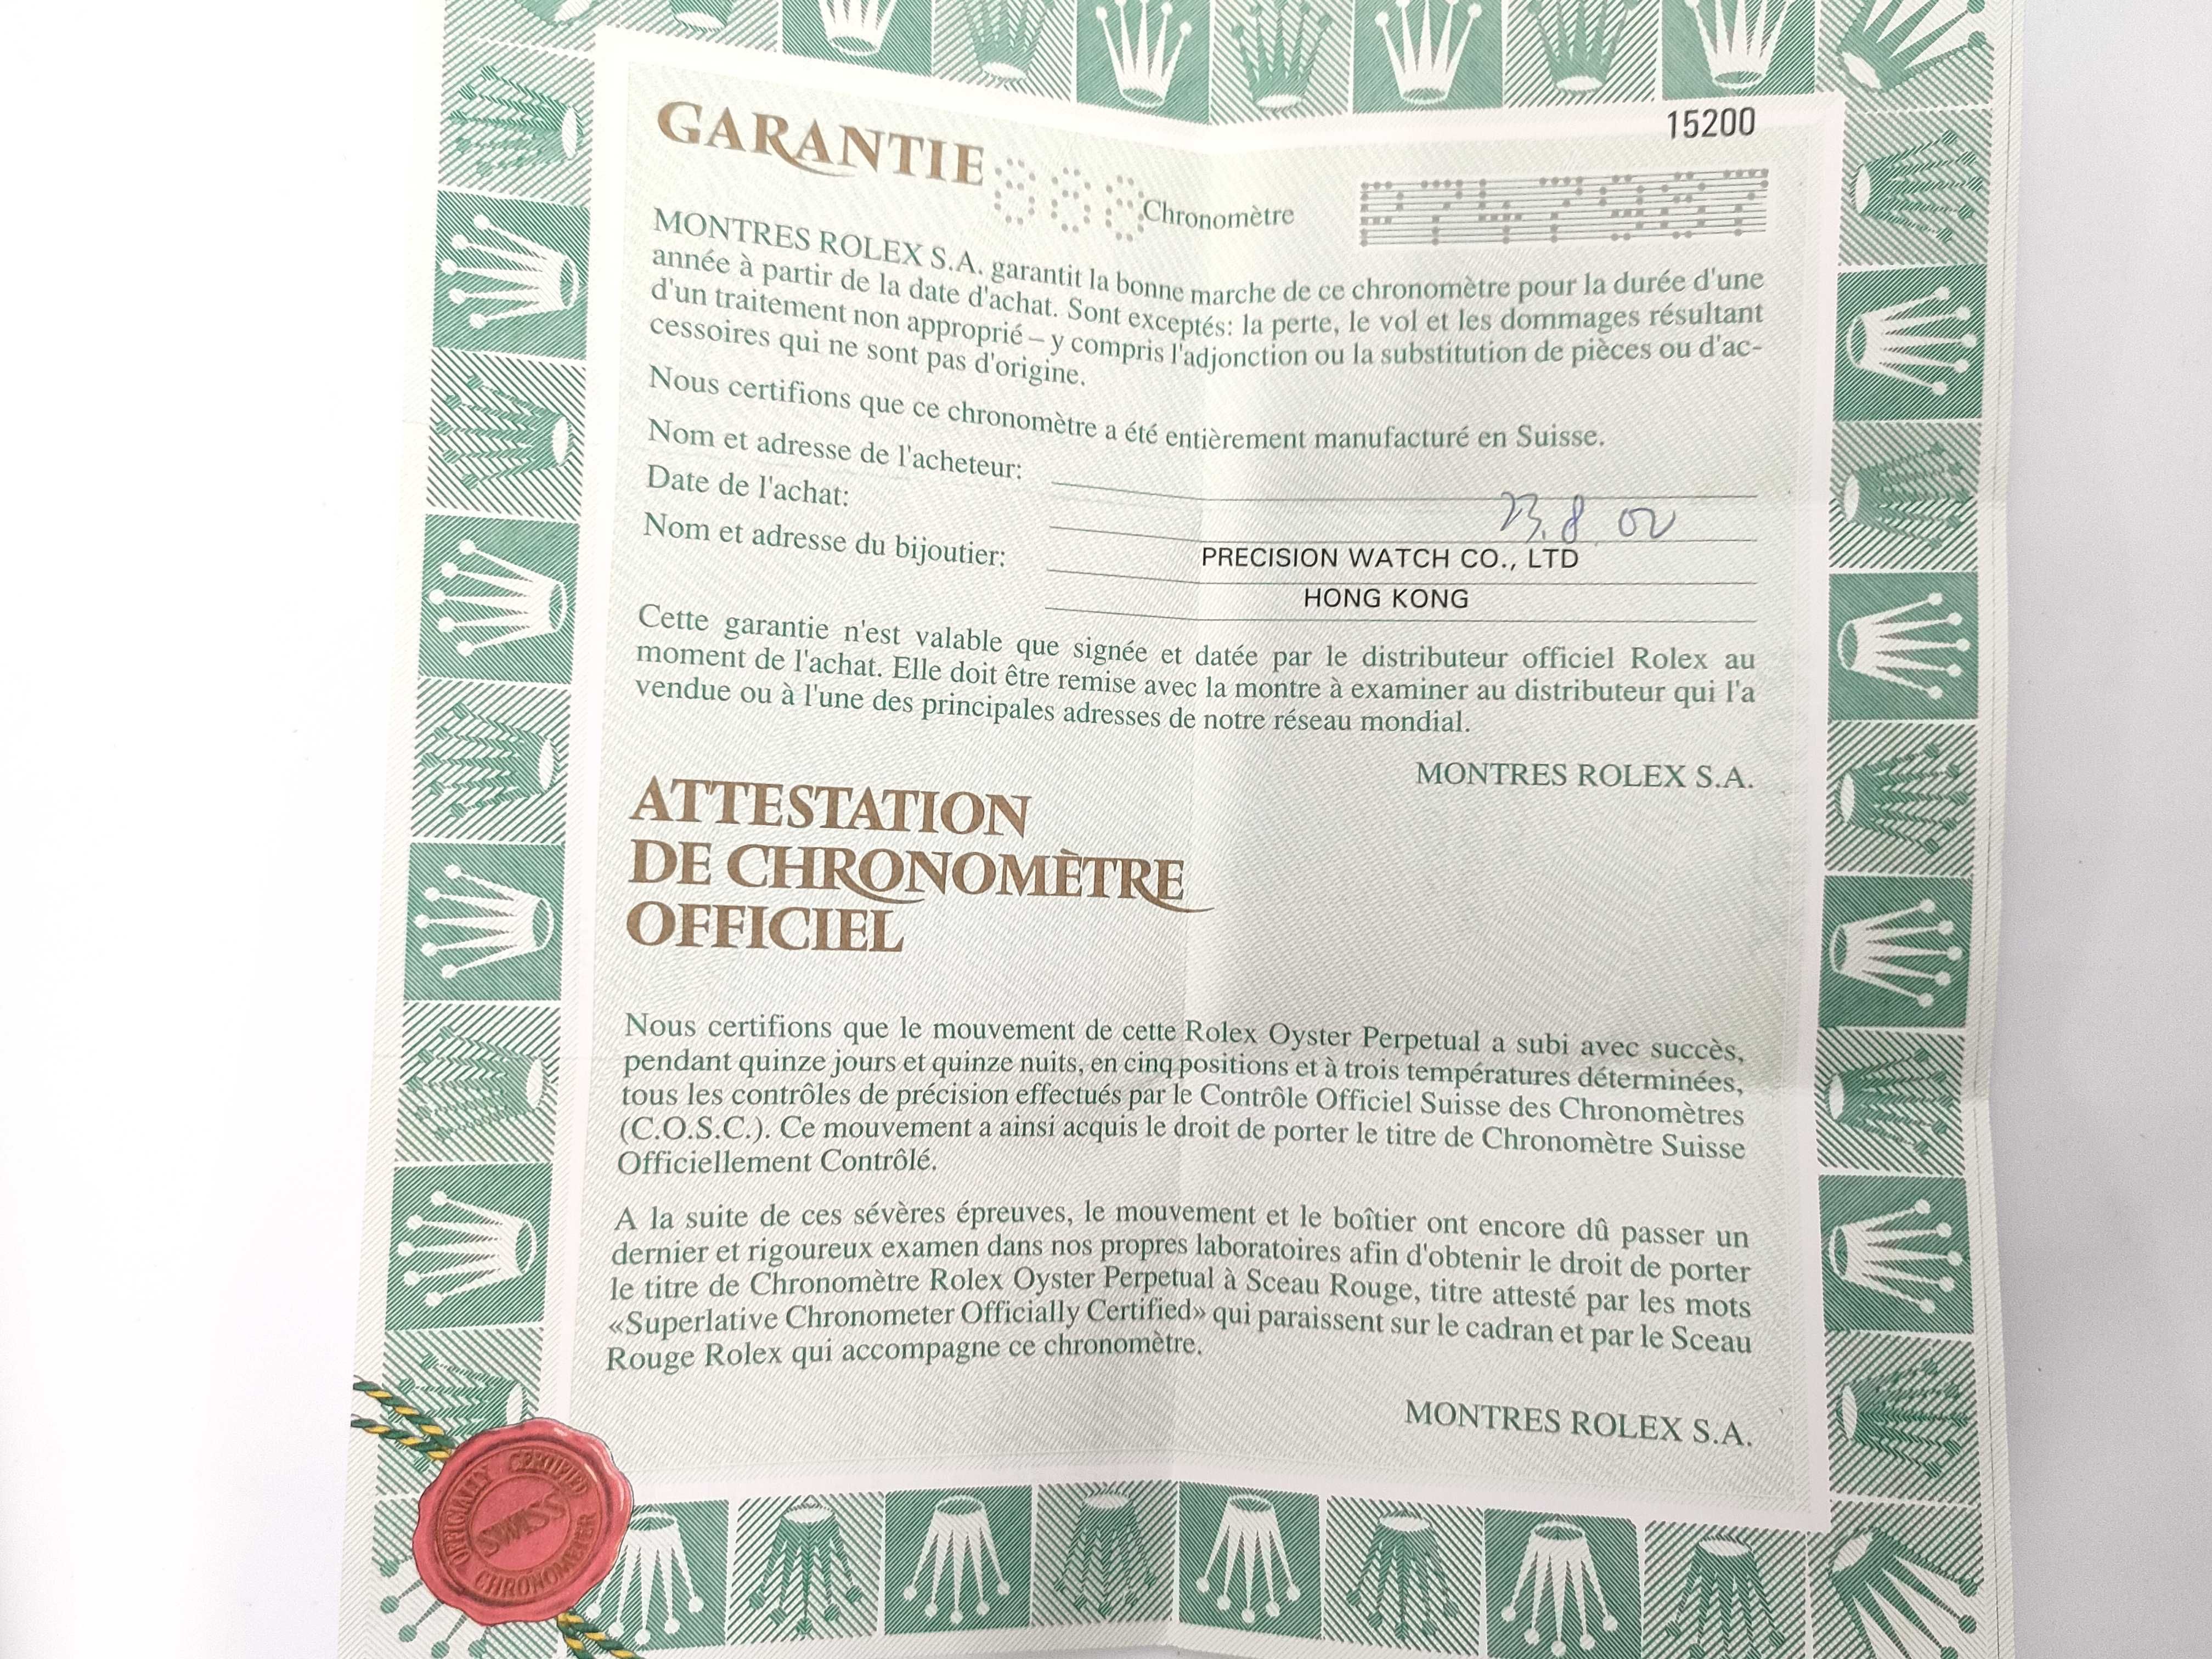 GARANTIE
15200
888
Chronomètre
MONTRES ROLEX S.A. garantit la bonne marche de ce chronomètre pour la durée d'une
année à partir de la date d'achat. Sont exceptés: la perte, le vol et les dommages résultant
d'un traitement non approprié – y compris l'adjonction ou la substitution de pièces ou d'ac-
cessoires qui ne sont pas d'origine.
Nous certifions que ce chronomètre a été entièrement manufacturé en Suisse.
Nom et adresse de l'acheteur:
Date de l'achat: 23.8 02
Nom et adresse du bijoutier: PRECISION WATCH CO., LTD
HONG KONG
Cette garantie n'est valable que signée et datée par le distributeur officiel Rolex au
moment de l'achat. Elle doit être remise avec la montre à examiner au distributeur qui l'a
vendue ou à l'une des principales adresses de notre réseau mondial.
MONTRES ROLEX S.A.
ATTESTATION
DE CHRONOMÈTRE
OFFICIEL
Nous certifions que le mouvement de cette Rolex Oyster Perpetual a subi avec succès,
pendant quinze jours et quinze nuits, en cinq positions et à trois températures déterminées,
tous les contrôles de précision effectués par le Contrôle Officiel Suisse des Chronomètres
(C.O.S.C.). Ce mouvement a ainsi acquis le droit de porter le titre de Chronomètre Suisse
Officiellement Contrôlé.
A la suite de ces sévères épreuves, le mouvement et le boîtier ont encore dû passer un
dernier et rigoureux examen dans nos propres laboratoires afin d'obtenir le droit de porter
le titre de Chronomètre Rolex Oyster Perpetual à Sceau Rouge, titre attesté par les mots
«Superlative Chronometer Officially Certified» qui paraissent sur le cadran et par le Sceau
Rouge Rolex qui accompagne ce chronomètre.
MONTRES ROLEX S.A.
OFFICIALLY CERTIFIED
SWISS
CHRONOMETER